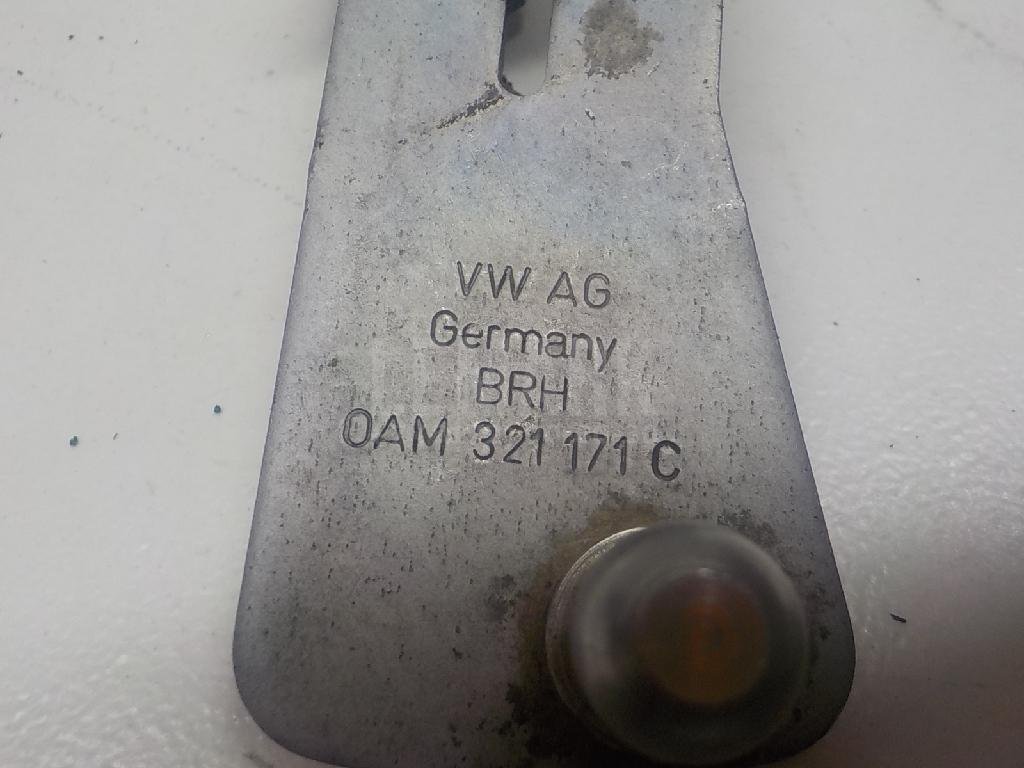 VW AG
Germany
BRH
0AM 321 171 C